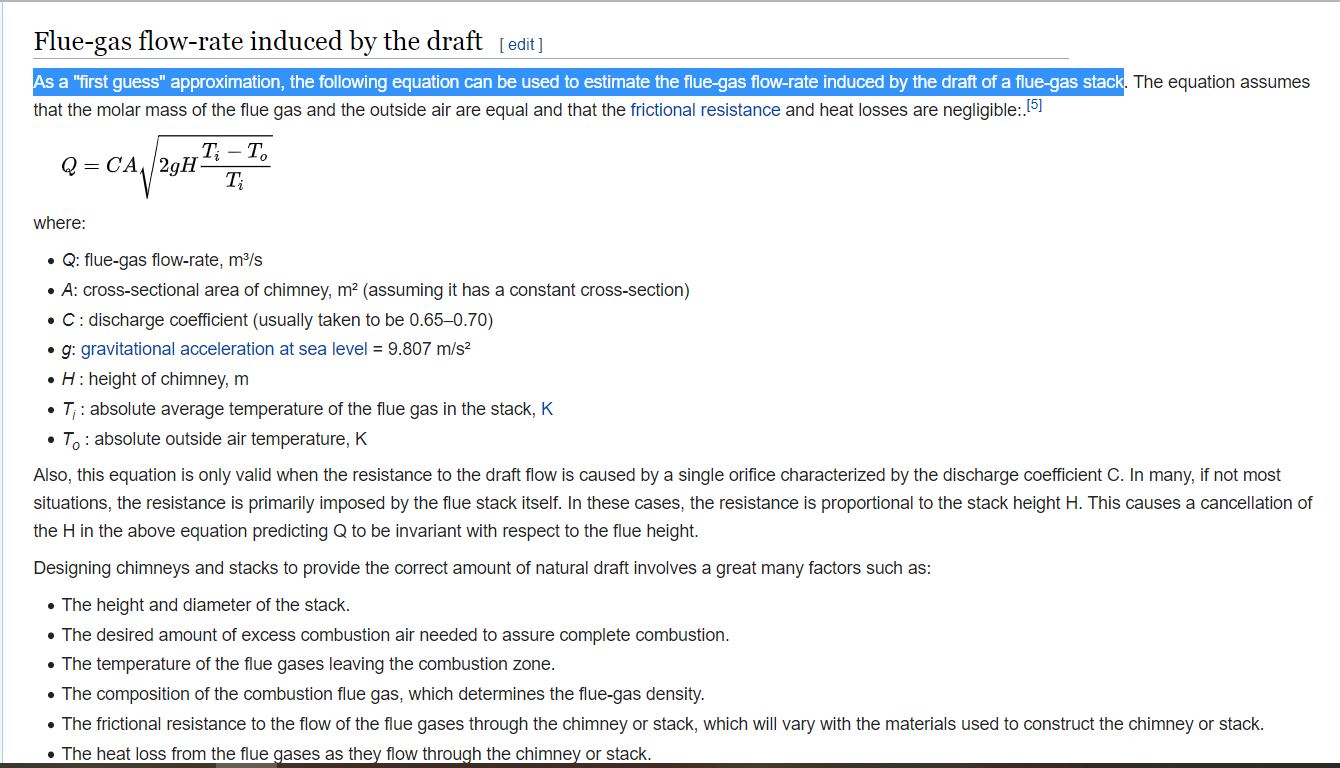 Flue-gas flow-rate induced by the draft [ edit ]
As a "first guess" approximation, the following equation can be used to estimate the flue-gas flow-rate induced by the draft of a flue-gas stack. The equation assumes
that the molar mass of the flue gas and the outside air are equal and that the frictional resistance and heat losses are negligible:.[5]
Q = CA√(2gH (Ti − To)/Ti)
where:
• Q: flue-gas flow-rate, m³/s
• A: cross-sectional area of chimney, m² (assuming it has a constant cross-section)
• C : discharge coefficient (usually taken to be 0.65–0.70)
• g: gravitational acceleration at sea level = 9.807 m/s²
• H : height of chimney, m
• Ti : absolute average temperature of the flue gas in the stack, K
• To : absolute outside air temperature, K
Also, this equation is only valid when the resistance to the draft flow is caused by a single orifice characterized by the discharge coefficient C. In many, if not most
situations, the resistance is primarily imposed by the flue stack itself. In these cases, the resistance is proportional to the stack height H. This causes a cancellation of
the H in the above equation predicting Q to be invariant with respect to the flue height.
Designing chimneys and stacks to provide the correct amount of natural draft involves a great many factors such as:
• The height and diameter of the stack.
• The desired amount of excess combustion air needed to assure complete combustion.
• The temperature of the flue gases leaving the combustion zone.
• The composition of the combustion flue gas, which determines the flue-gas density.
• The frictional resistance to the flow of the flue gases through the chimney or stack, which will vary with the materials used to construct the chimney or stack.
• The heat loss from the flue gases as they flow through the chimney or stack.